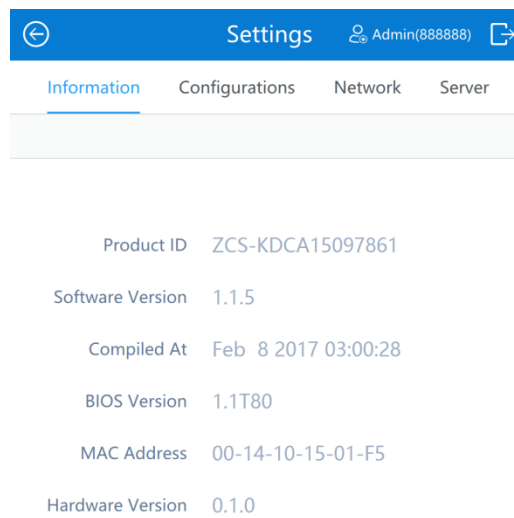 Settings Admin(888888)
Information Configurations Network Server
Product ID ZCS-KDCA15097861
Software Version 1.1.5
Compiled At Feb  8 2017 03:00:28
BIOS Version 1.1T80
MAC Address 00-14-10-15-01-F5
Hardware Version 0.1.0